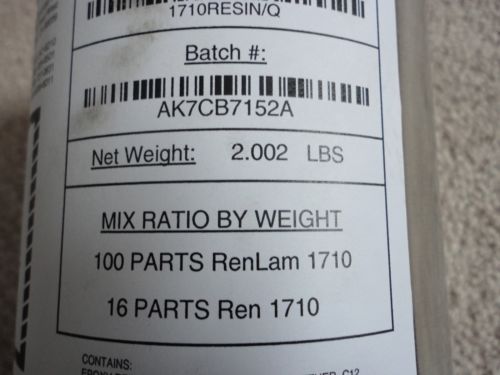 1710RESIN/Q
Batch #:
AK7CB7152A
Net Weight: 2.002 LBS
MIX RATIO BY WEIGHT
100 PARTS RenLam 1710
16 PARTS Ren 1710
CONTAINS:
C12